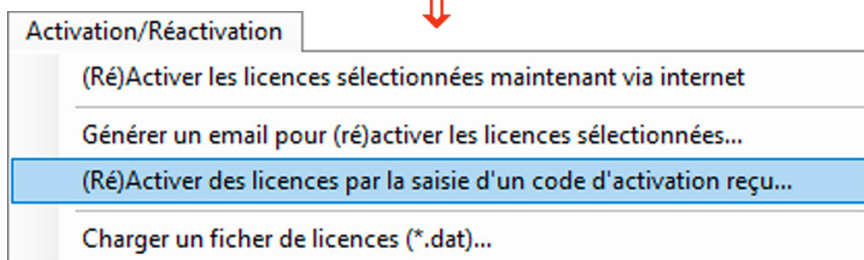 Activation/Réactivation
(Ré)Activer les licences sélectionnées maintenant via internet
Générer un email pour (ré)activer les licences sélectionnées...
(Ré)Activer des licences par la saisie d'un code d'activation reçu...
Charger un ficher de licences (*.dat)...